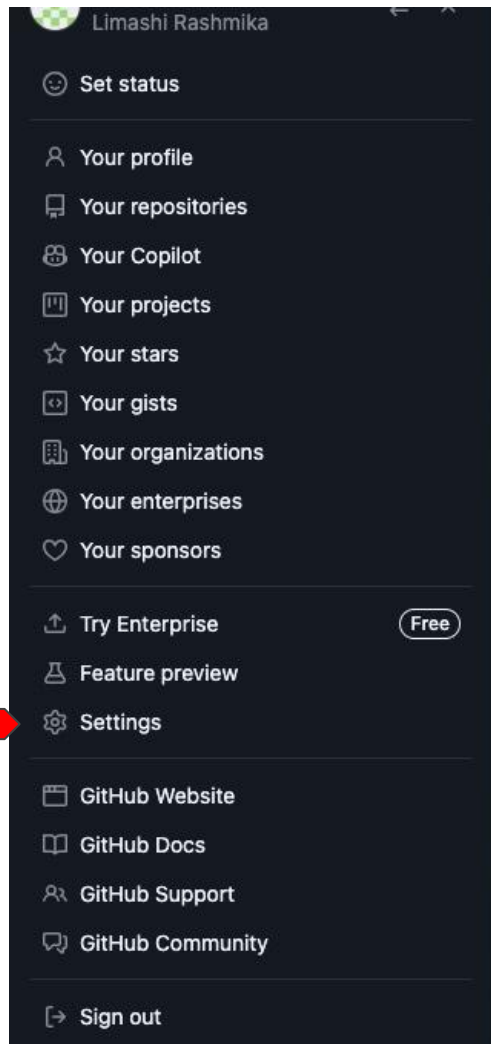 Limashi Rashmika
Set status
Your profile
Your repositories
Your Copilot
Your projects
Your stars
Your gists
Your organizations
Your enterprises
Your sponsors
Try Enterprise Free
Feature preview
Settings
GitHub Website
GitHub Docs
GitHub Support
GitHub Community
Sign out